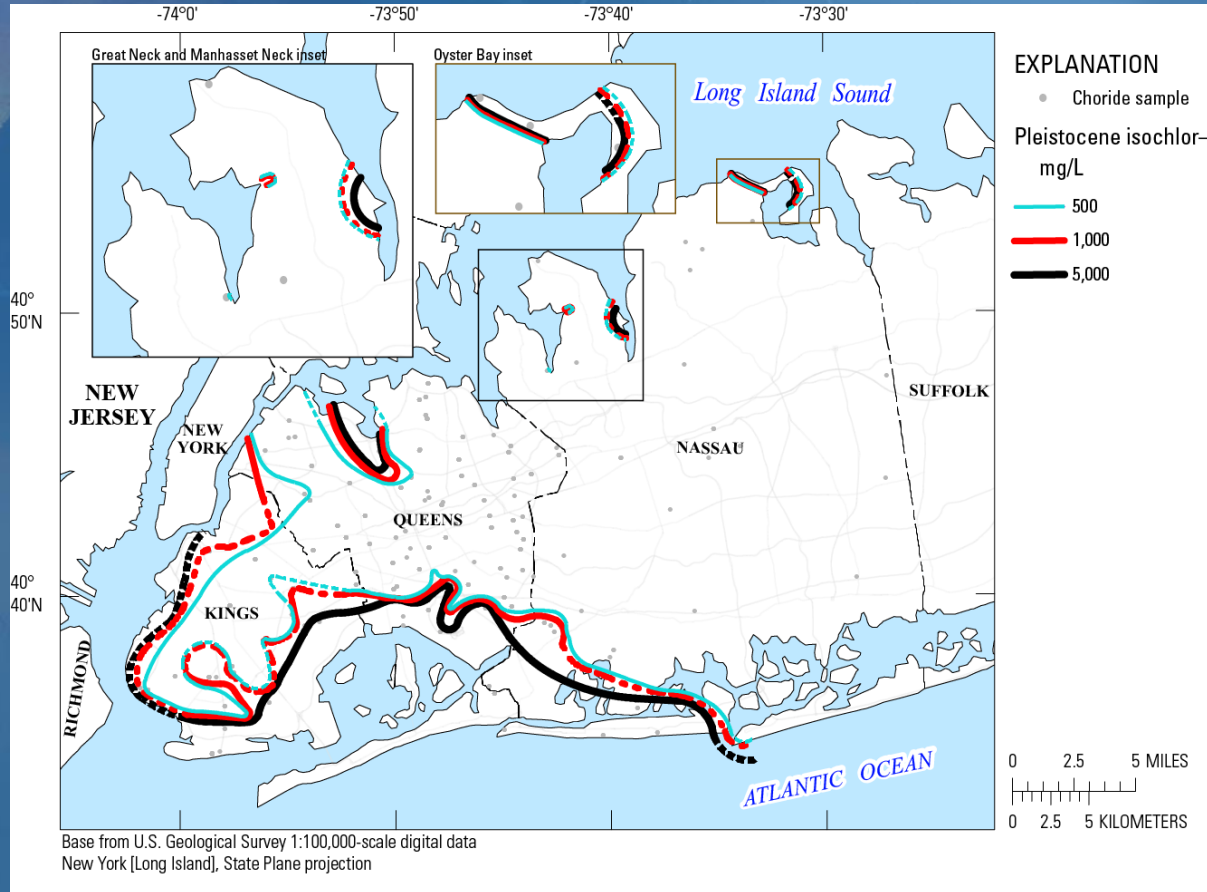 -74°0'
-73°50'
-73°40'
-73°30'
Great Neck and Manhasset Neck inset
Oyster Bay inset
Long Island Sound
EXPLANATION
Choride sample
Pleistocene isochlor–
mg/L
500
1,000
5,000
40°
50'N
NEW
JERSEY
NEW
YORK
SUFFOLK
NASSAU
QUEENS
40°
40'N
KINGS
RICHMOND
ATLANTIC OCEAN
0 2.5 5 MILES
0 2.5 5 KILOMETERS
Base from U.S. Geological Survey 1:100,000-scale digital data
New York [Long Island], State Plane projection